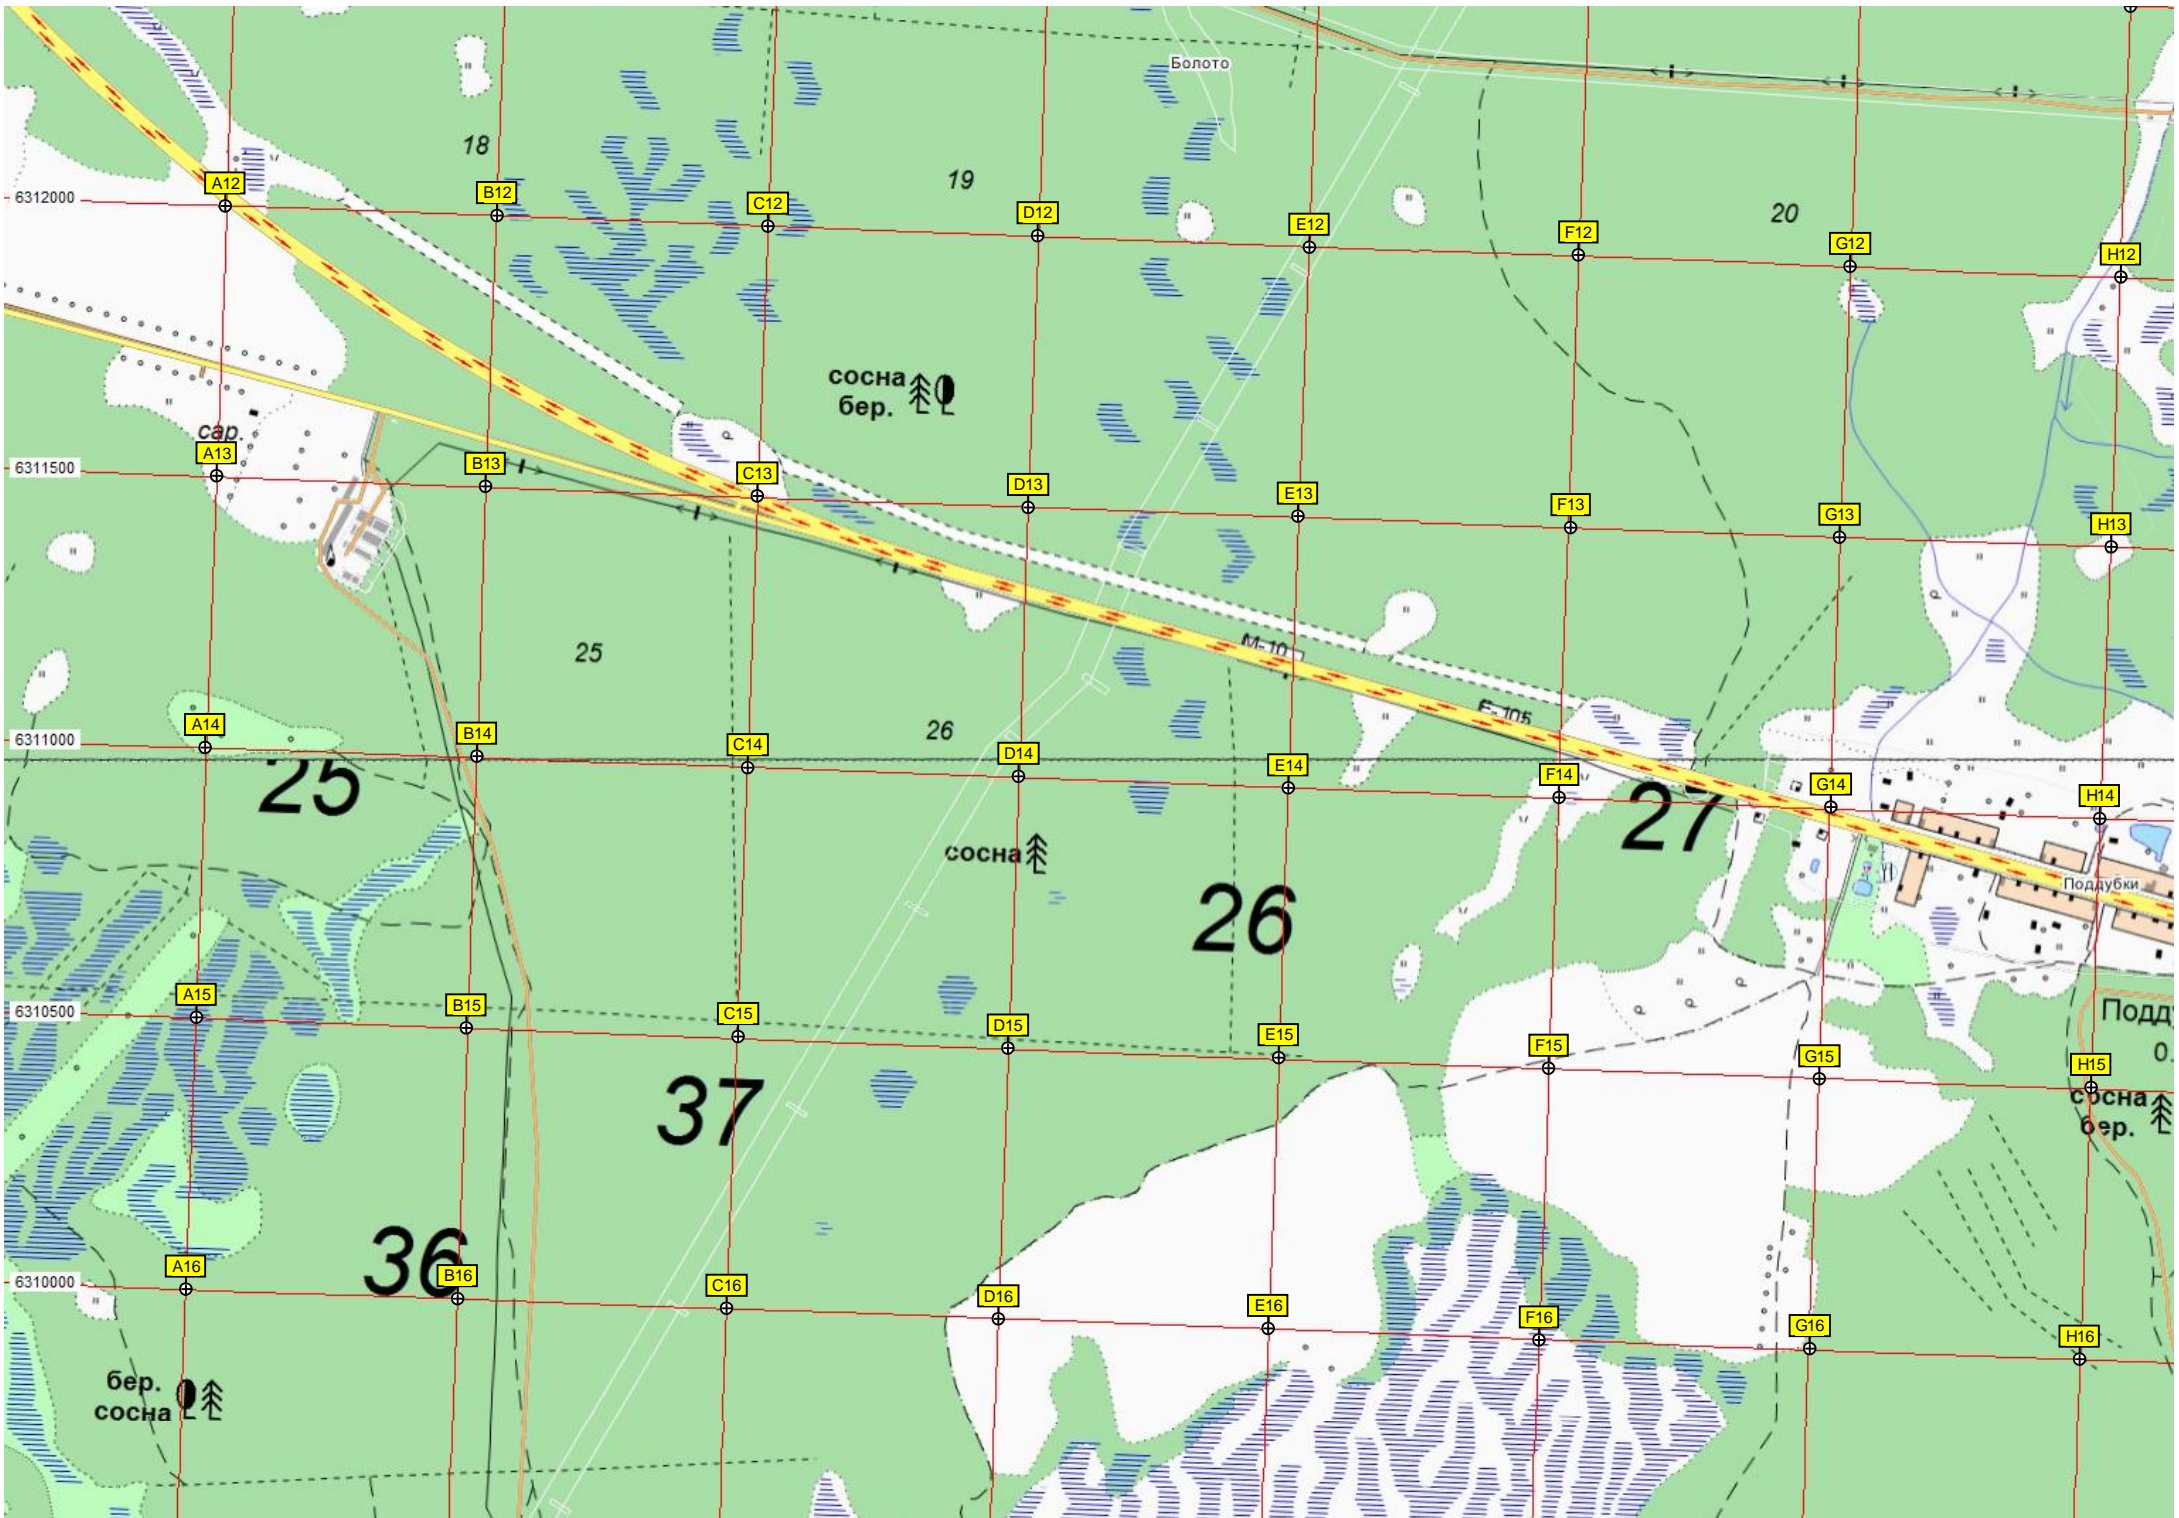 Болото
18
A12
6312000
B12
19
C12
D12
E12
20
F12
G12
H12
сосна
бер.
сар.
A13
6311500
B13
C13
D13
E13
F13
G13
H13
25
М-10
26
Е-105
A14
6311000
B14
C14
D14
E14
F14
G14
H14
25
27
сосна
26
Поддубки
A15
6310500
B15
C15
D15
E15
F15
G15
H15
Подд
0.
37
сосна
бер.
36
A16
6310000
B16
C16
D16
E16
F16
G16
H16
бер.
сосна